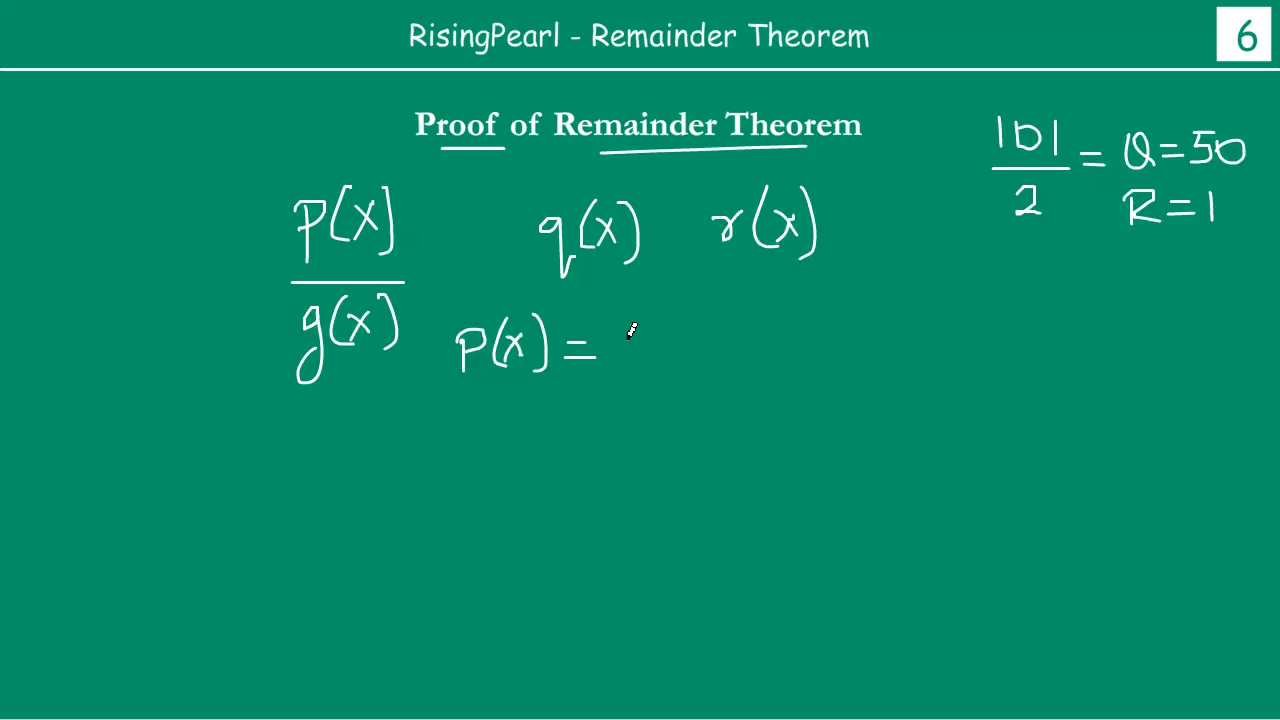 RisingPearl - Remainder Theorem
6
Proof of Remainder Theorem
101
2
= Q=50
R=1
p(x)
g(x)
q(x) r(x)
p(x) =